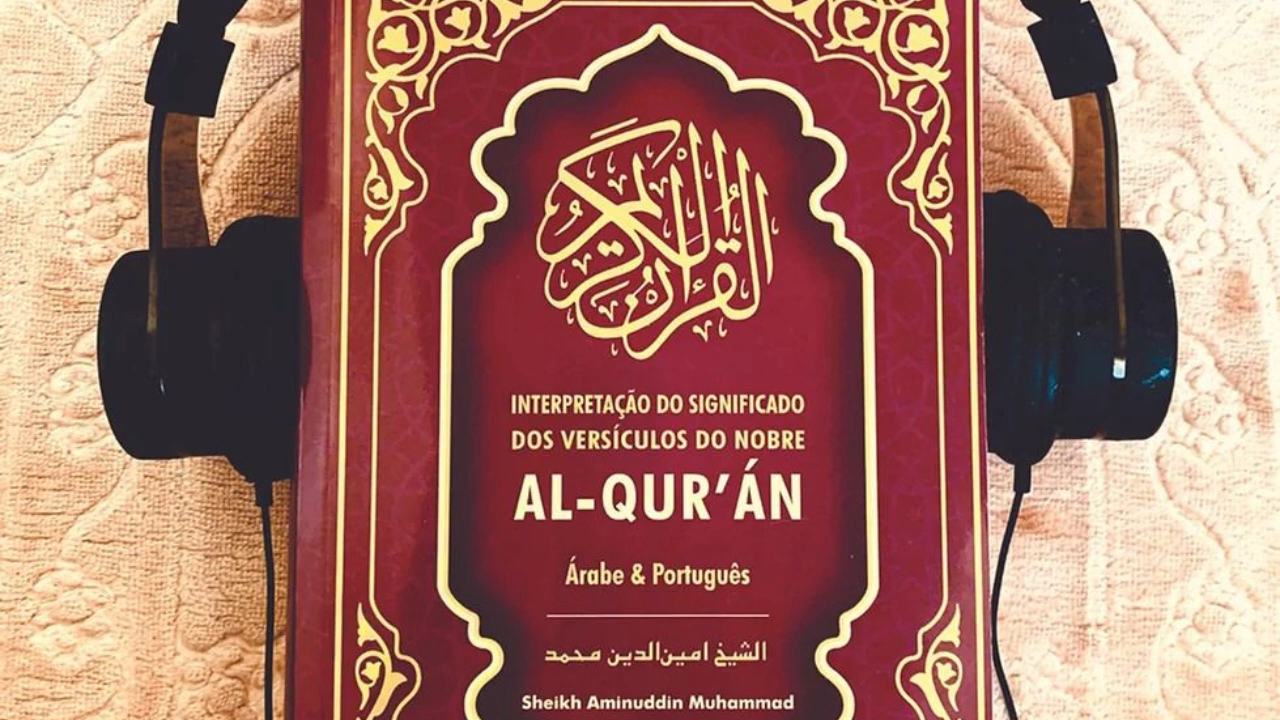 القرآن الكريم
INTERPRETAÇÃO DO SIGNIFICADO
DOS VERSÍCULOS DO NOBRE
AL-QUR'ÁN
Árabe & Português
الشيخ امين الدين محمد
Sheikh Aminuddin Muhammad